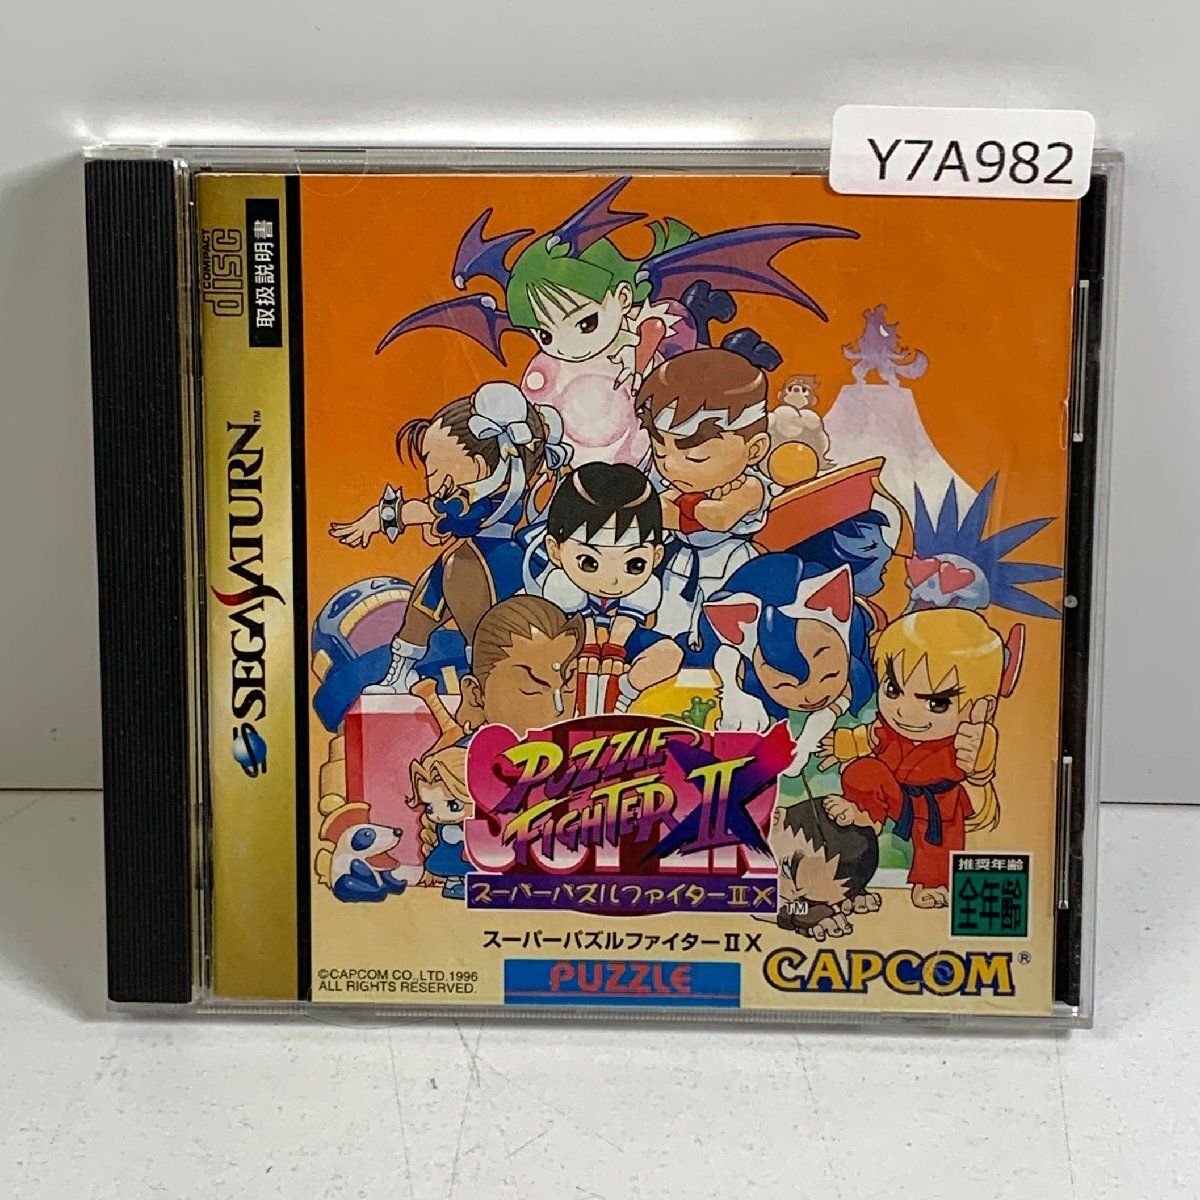 Y7A982
COMPACT
disc
取扱説明書
SEGA SATURN™
SUPER
PUZZLE
FIGHTER II X
スーパーパズルファイターⅡX
TM
スーパーパズルファイターⅡX
推奨年齢
全年齢
©CAPCOM CO.,LTD.1996
ALL RIGHTS RESERVED.
PUZZLE
CAPCOM®